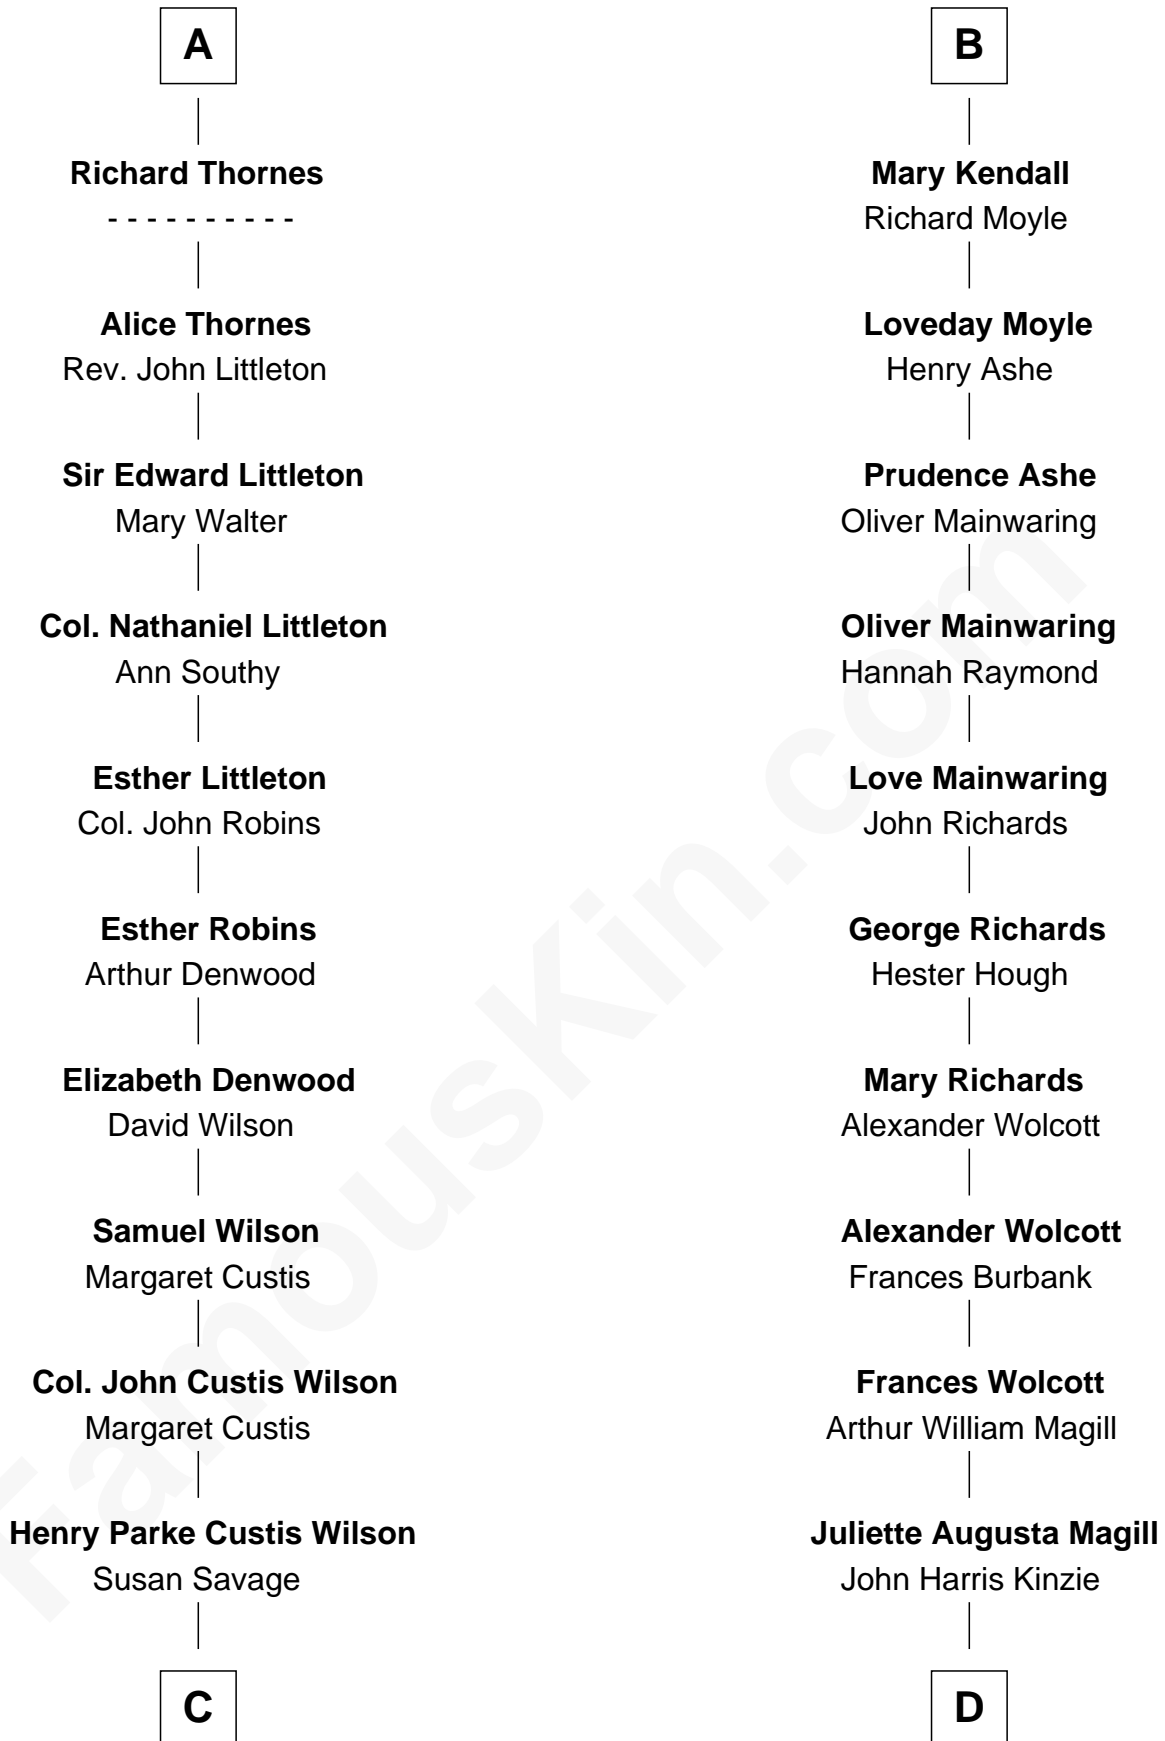 A
Richard Thornes
- - - - - - - - - -
Alice Thornes
Rev. John Littleton
Sir Edward Littleton
Mary Walter
Col. Nathaniel Littleton
Ann Southy
Esther Littleton
Col. John Robins
Esther Robins
Arthur Denwood
Elizabeth Denwood
David Wilson
Samuel Wilson
Margaret Custis
Col. John Custis Wilson
Margaret Custis
Henry Parke Custis Wilson
Susan Savage
C
B
Mary Kendall
Richard Moyle
Loveday Moyle
Henry Ashe
Prudence Ashe
Oliver Mainwaring
Oliver Mainwaring
Hannah Raymond
Love Mainwaring
John Richards
George Richards
Hester Hough
Mary Richards
Alexander Wolcott
Alexander Wolcott
Frances Burbank
Frances Wolcott
Arthur William Magill
Juliette Augusta Magill
John Harris Kinzie
D
FamousKin.com